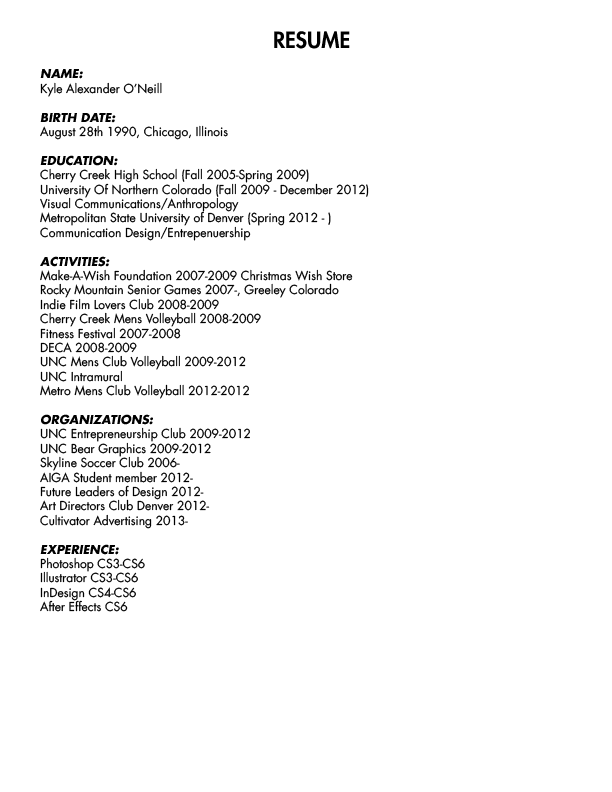 RESUME
NAME:
Kyle Alexander O’Neill
BIRTH DATE:
August 28th 1990, Chicago, Illinois
EDUCATION:
Cherry Creek High School (Fall 2005-Spring 2009)
University Of Northern Colorado (Fall 2009 - December 2012)
Visual Communications/Anthropology
Metropolitan State University of Denver (Spring 2012 - )
Communication Design/Entrepenuership
ACTIVITIES:
Make-A-Wish Foundation 2007-2009 Christmas Wish Store
Rocky Mountain Senior Games 2007-, Greeley Colorado
Indie Film Lovers Club 2008-2009
Cherry Creek Mens Volleyball 2008-2009
Fitness Festival 2007-2008
DECA 2008-2009
UNC Mens Club Volleyball 2009-2012
UNC Intramural
Metro Mens Club Volleyball 2012-2012
ORGANIZATIONS:
UNC Entrepreneurship Club 2009-2012
UNC Bear Graphics 2009-2012
Skyline Soccer Club 2006-
AIGA Student member 2012-
Future Leaders of Design 2012-
Art Directors Club Denver 2012-
Cultivator Advertising 2013-
EXPERIENCE:
Photoshop CS3-CS6
Illustrator CS3-CS6
InDesign CS4-CS6
After Effects CS6